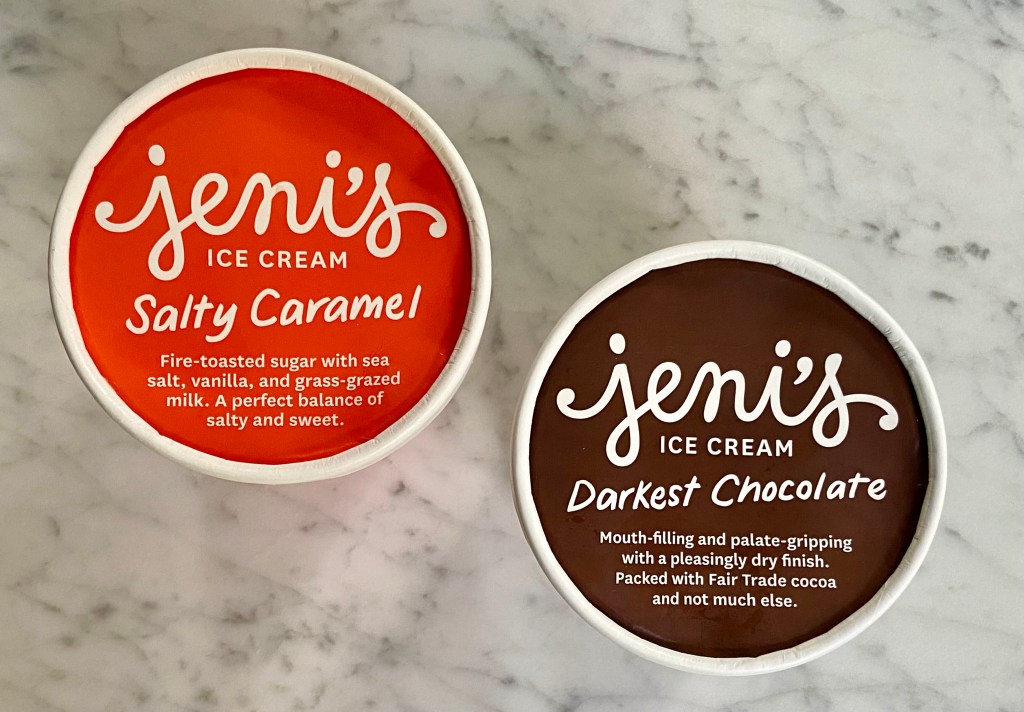 jeni's
ICE CREAM
Salty Caramel
Fire-toasted sugar with sea
salt, vanilla, and grass-grazed
milk. A perfect balance of
salty and sweet.
jeni's
ICE CREAM
Darkest Chocolate
Mouth-filling and palate-gripping
with a pleasingly dry finish.
Packed with Fair Trade cocoa
and not much else.